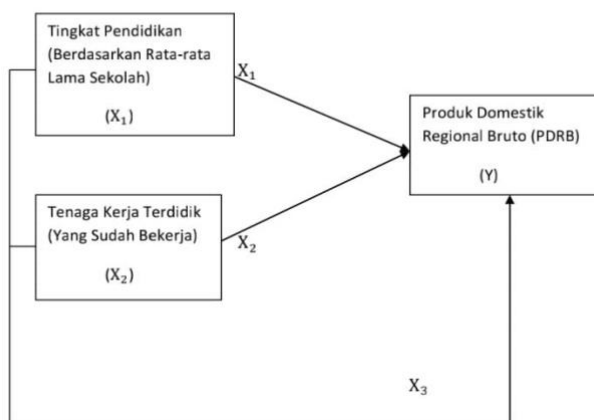 Tingkat Pendidikan
(Berdasarkan Rata-rata
Lama Sekolah)
(X₁)
X₁
Produk Domestik
Regional Bruto (PDRB)
(Y)
Tenaga Kerja Terdidik
(Yang Sudah Bekerja)
(X₂)
X₂
X₃